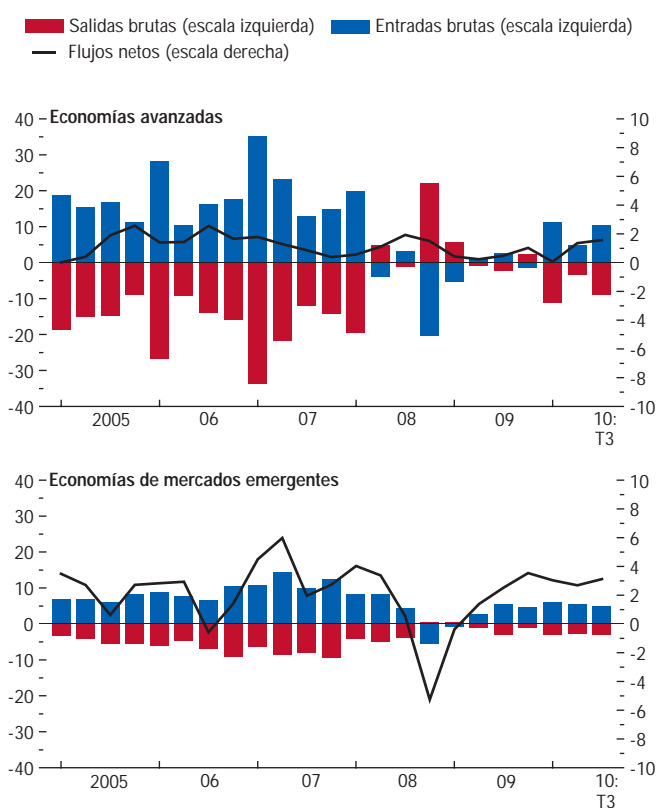 Salidas brutas (escala izquierda) Entradas brutas (escala izquierda)
Flujos netos (escala derecha)
Economías avanzadas
40 10
30 8
6
20 4
10 2
0 0
-10 -2
-4
-20 -6
-30 -8
-40 -10
2005 06 07 08 09 10:
T3
Economías de mercados emergentes
40 10
30 8
6
20 4
10 2
0 0
-10 -2
-4
-20 -6
-30 -8
-40 -10
2005 06 07 08 09 10:
T3